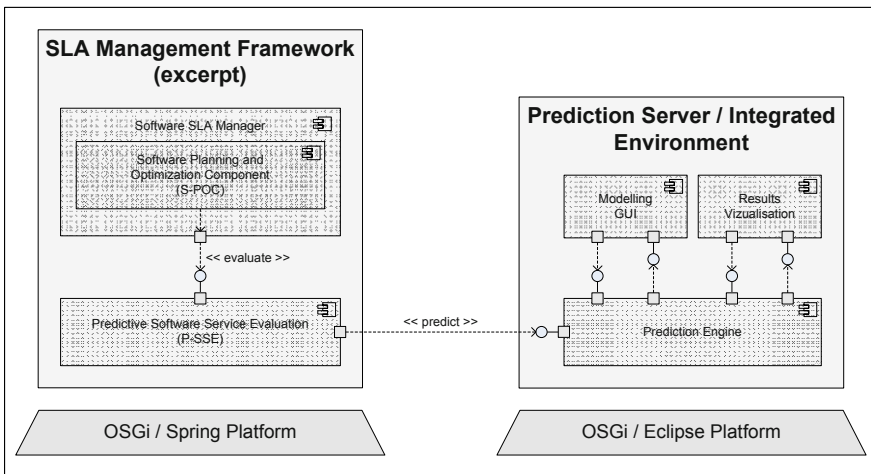 SLA Management Framework
(excerpt)
Software SLA Manager
Software Planning and
Optimization Component
(S-POC)
<< evaluate >>
Predictive Software Service Evaluation
(P-SSE)
OSGi / Spring Platform
<< predict >>
Prediction Server / Integrated
Environment
Modelling
GUI
Results
Vizualisation
Prediction Engine
OSGi / Eclipse Platform